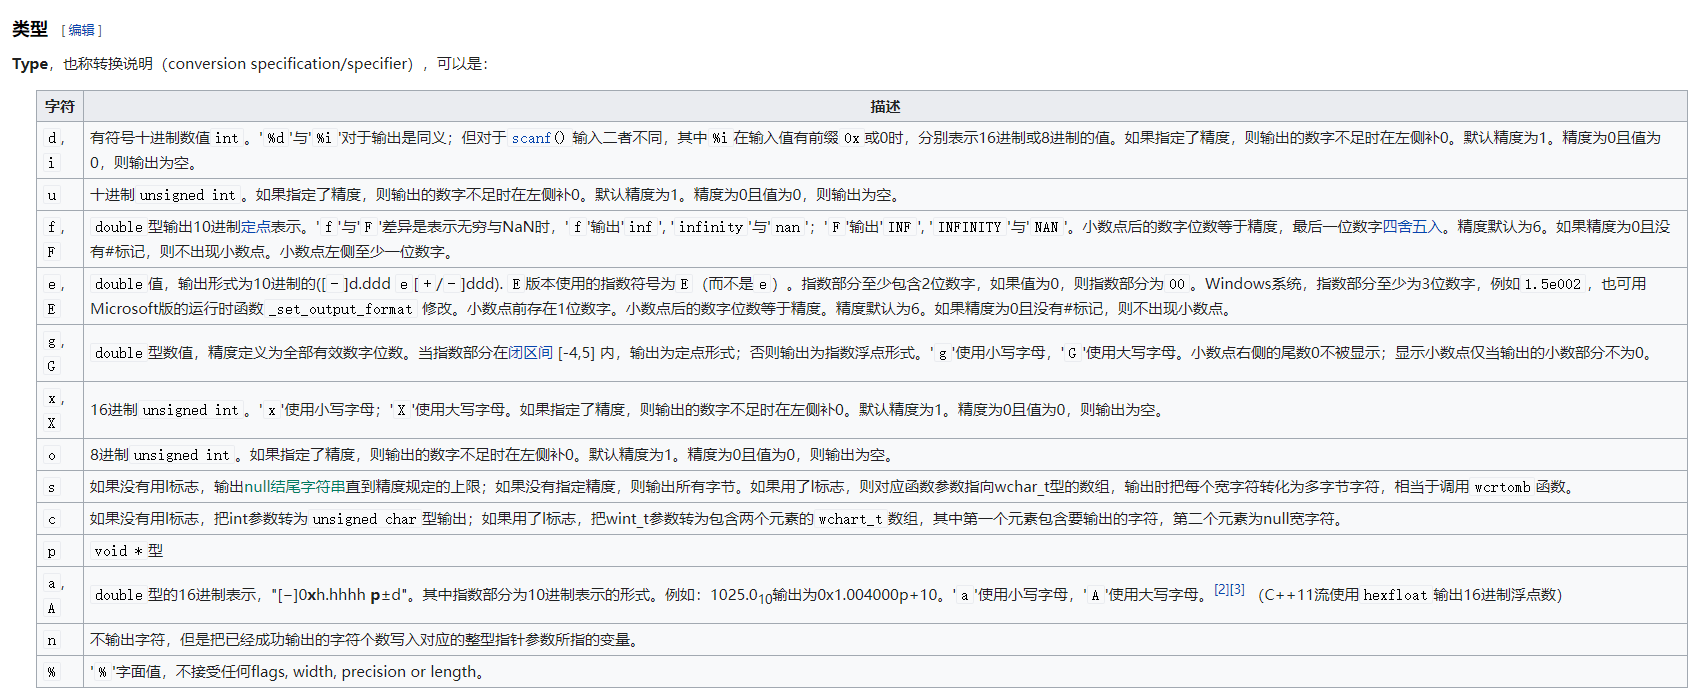 类型 [ 编辑 ]
Type，也称转换说明（conversion specification/specifier），可以是：
字符 描述
d, 有符号十进制数值 int 。' %d '与' %i '对于输出是同义；但对于 scanf() 输入二者不同，其中 %i 在输入值有前缀 0x 或0时，分别表示16进制或8进制的值。如果指定了精度，则输出的数字不足时在左侧补0。默认精度为1。精度为0且值为
i 0，则输出为空。
u 十进制 unsigned int 。如果指定了精度，则输出的数字不足时在左侧补0。默认精度为1。精度为0且值为0，则输出为空。
f, double 型输出10进制定点表示。' f '与' F '差异是表示无穷与NaN时，' f '输出' inf ',' infinity '与' nan '；' F '输出' INF ',' INFINITY '与' NAN '。小数点后的数字位数等于精度，最后一位数字四舍五入。精度默认为6。如果精度为0且没
F 有#标记，则不出现小数点。小数点左侧至少一位数字。
e, double 值，输出形式为10进制的([ - ]d.ddd e [ + / - ]ddd). E 版本使用的指数符号为 E （而不是 e ）。指数部分至少包含2位数字，如果值为0，则指数部分为 00 。Windows系统，指数部分至少为3位数字，例如 1.5e002 ，也可用
E Microsoft版的运行时函数 _set_output_format 修改。小数点前存在1位数字。小数点后的数字位数等于精度。精度默认为6。如果精度为0且没有#标记，则不出现小数点。
g,
G double 型数值，精度定义为全部有效数字位数。当指数部分在闭区间 [-4,5] 内，输出为定点形式；否则输出为指数浮点形式。' g '使用小写字母，' G '使用大写字母。小数点右侧的尾数0不被显示；显示小数点仅当输出的小数部分不为0。
x,
X 16进制 unsigned int 。' x '使用小写字母；' X '使用大写字母。如果指定了精度，则输出的数字不足时在左侧补0。默认精度为1。精度为0且值为0，则输出为空。
o 8进制 unsigned int 。如果指定了精度，则输出的数字不足时在左侧补0。默认精度为1。精度为0且值为0，则输出为空。
s 如果没有用l标志，输出null结尾字符串直到精度规定的上限；如果没有指定精度，则输出所有字节。如果用了l标志，则对应函数参数指向wchar_t型的数组，输出时把每个宽字符转化为多字节字符，相当于调用 wcrtomb 函数。
c 如果没有用l标志，把int参数转为 unsigned char 型输出；如果用了l标志，把wint_t参数转为包含两个元素的 wchart_t 数组，其中第一个元素包含要输出的字符，第二个元素为null宽字符。
p void * 型
a,
A double 型的16进制表示，"[−]0xh.hhhh p±d"。其中指数部分为10进制表示的形式。例如：1025.010输出为0x1.004000p+10。' a '使用小写字母，' A '使用大写字母。[2][3] （C++11流使用 hexfloat 输出16进制浮点数）
n 不输出字符，但是把已经成功输出的字符个数写入对应的整型指针参数所指的变量。
% ' % '字面值，不接受任何flags, width, precision or length。